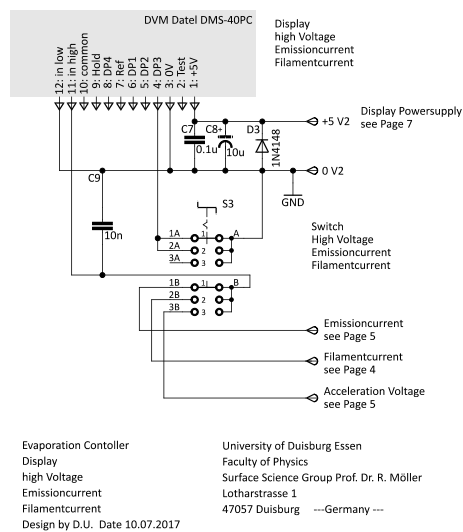 DVM Datel DMS-40PC
12: in low
11: in high
10: common
9: Hold
8: DP4
7: Ref
6: DP1
5: DP2
4: DP3
3: 0V
2: Test
1: +5V
Display
high Voltage
Emissioncurrent
Filamentcurrent
C7
0.1u
C8+
10u
D3
1N4148
+5 V2
Display Powersupply
see Page 7
0 V2
GND
C9
10n
S3
1A
2A
3A
1
2
3
A
Switch
High Voltage
Emissioncurrent
Filamentcurrent
1B
2B
3B
1
2
3
B
Emissioncurrent
see Page 5
Filamentcurrent
see Page 4
Acceleration Voltage
see Page 5
Evaporation Contoller
Display
high Voltage
Emissioncurrent
Filamentcurrent
Design by D.U. Date 10.07.2017
University of Duisburg Essen
Faculty of Physics
Surface Science Group Prof. Dr. R. Möller
Lotharstrasse 1
47057 Duisburg ---Germany ---